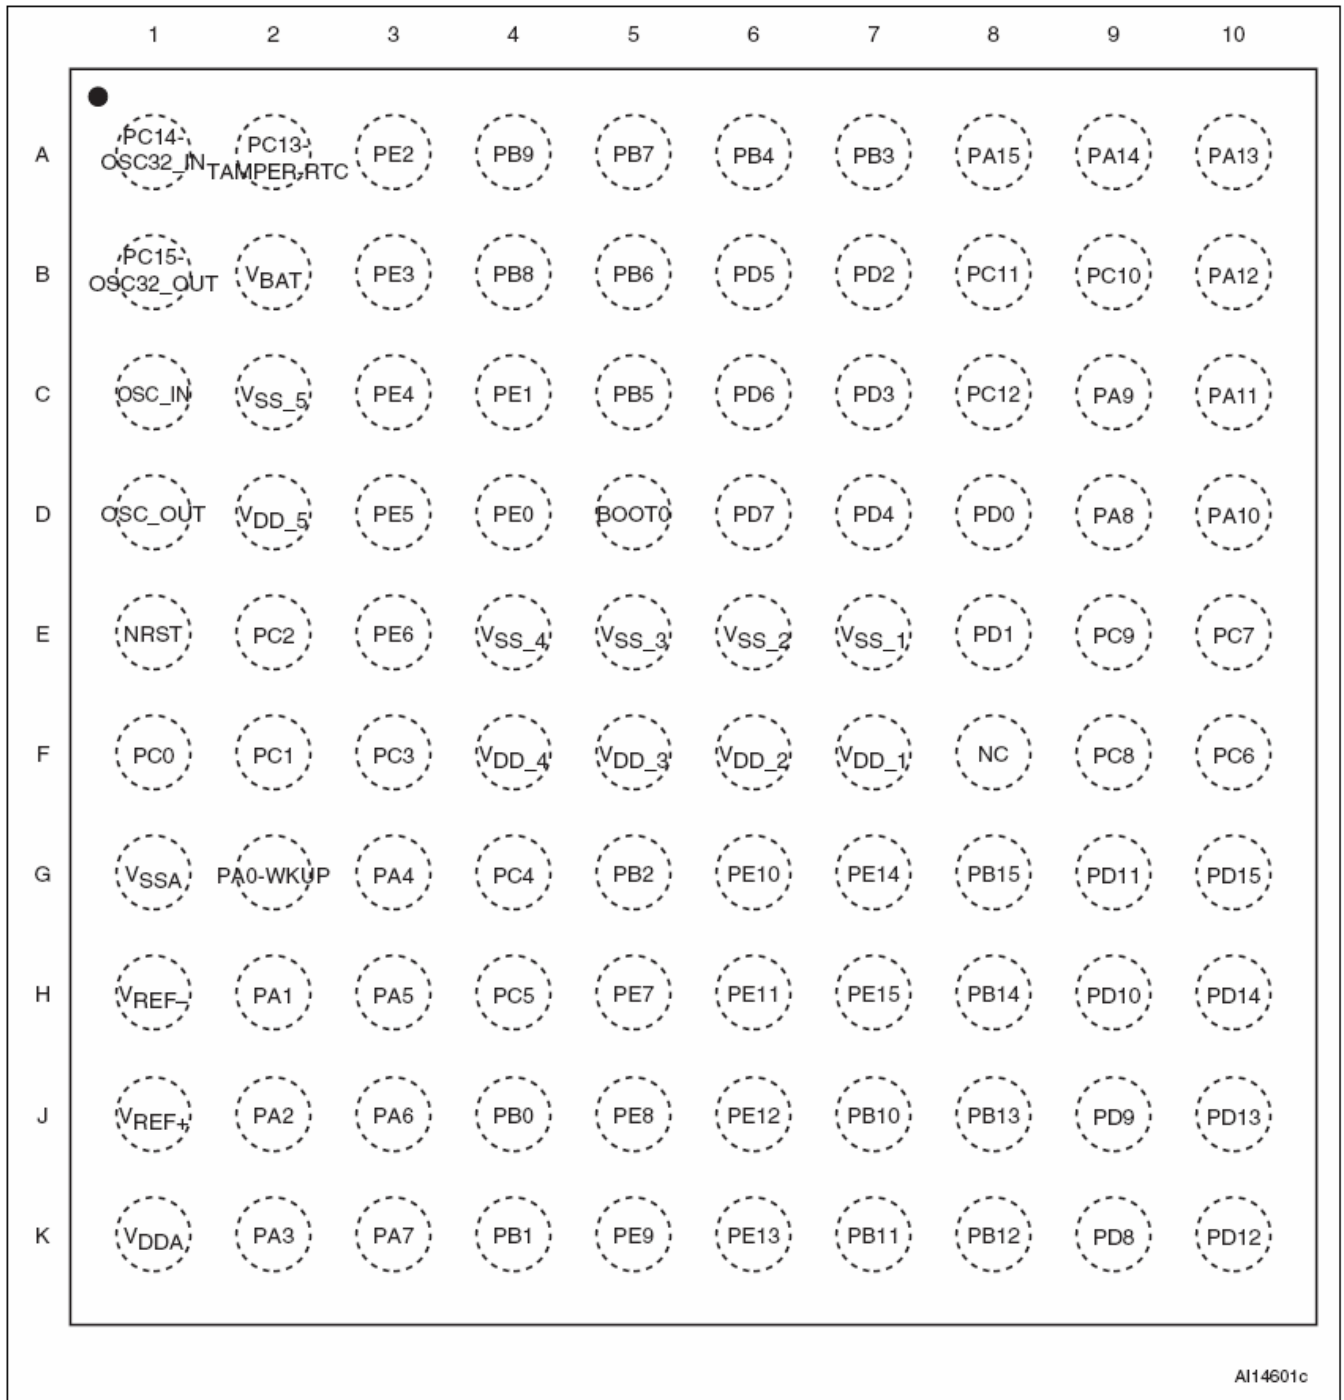 1 2 3 4 5 6 7 8 9 10
A PC14-OSC32_IN PC13-TAMPER-RTC PE2 PB9 PB7 PB4 PB3 PA15 PA14 PA13
B PC15-OSC32_OUT VBAT PE3 PB8 PB6 PD5 PD2 PC11 PC10 PA12
C OSC_IN VSS_5 PE4 PE1 PB5 PD6 PD3 PC12 PA9 PA11
D OSC_OUT VDD_5 PE5 PE0 BOOT0 PD7 PD4 PD0 PA8 PA10
E NRST PC2 PE6 VSS_4 VSS_3 VSS_2 VSS_1 PD1 PC9 PC7
F PC0 PC1 PC3 VDD_4 VDD_3 VDD_2 VDD_1 NC PC8 PC6
G VSSA PA0-WKUP PA4 PC4 PB2 PE10 PE14 PB15 PD11 PD15
H VREF– PA1 PA5 PC5 PE7 PE11 PE15 PB14 PD10 PD14
J VREF+ PA2 PA6 PB0 PE8 PE12 PB10 PB13 PD9 PD13
K VDDA PA3 PA7 PB1 PE9 PE13 PB11 PB12 PD8 PD12
AI14601c